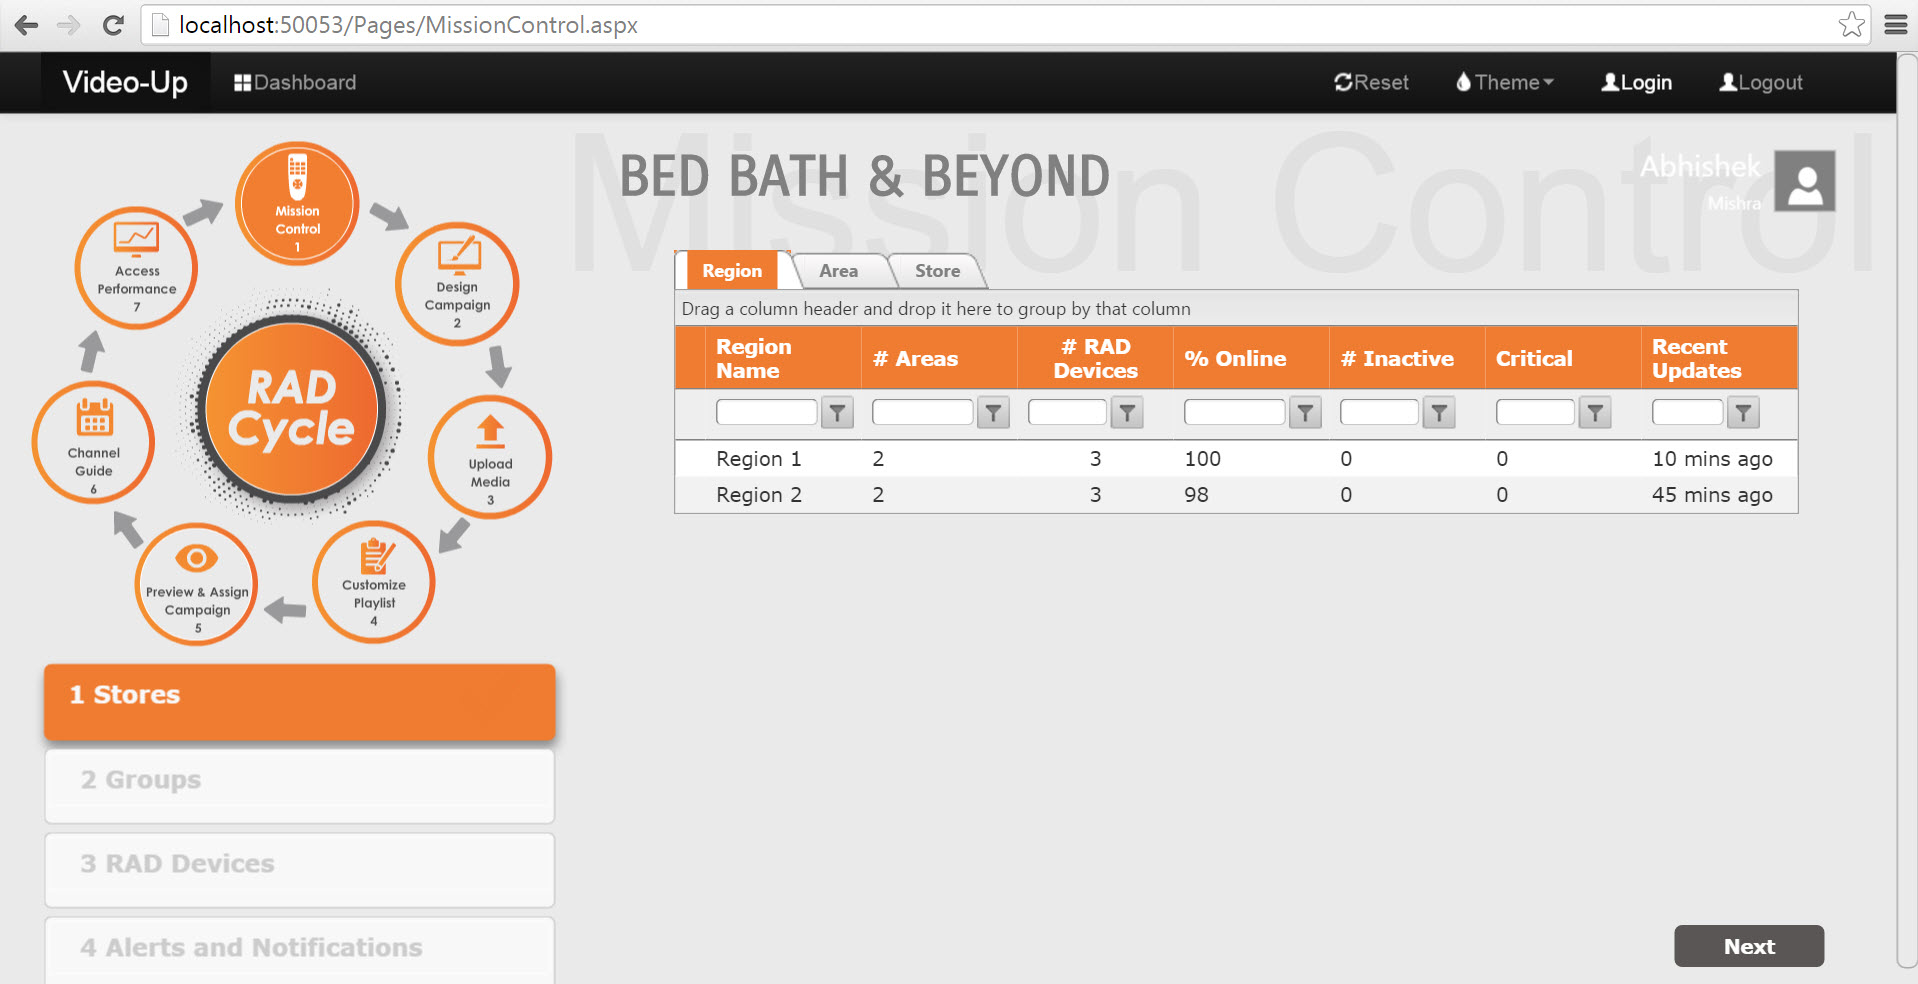 localhost:50053/Pages/MissionControl.aspx
Video-Up
Dashboard
Reset
Theme
Login
Logout
Mission Control
BED BATH & BEYOND
Abhishek
Mishra
Mission
Control
1
Design
Campaign
2
Upload
Media
3
Customize
Playlist
4
Preview & Assign
Campaign
5
Channel
Guide
6
Access
Performance
7
RAD
Cycle
1 Stores
2 Groups
3 RAD Devices
4 Alerts and Notifications
Region Area Store
Drag a column header and drop it here to group by that column
Region Name # Areas # RAD Devices % Online # Inactive Critical Recent Updates
Region 1 2 3 100 0 0 10 mins ago
Region 2 2 3 98 0 0 45 mins ago
Next